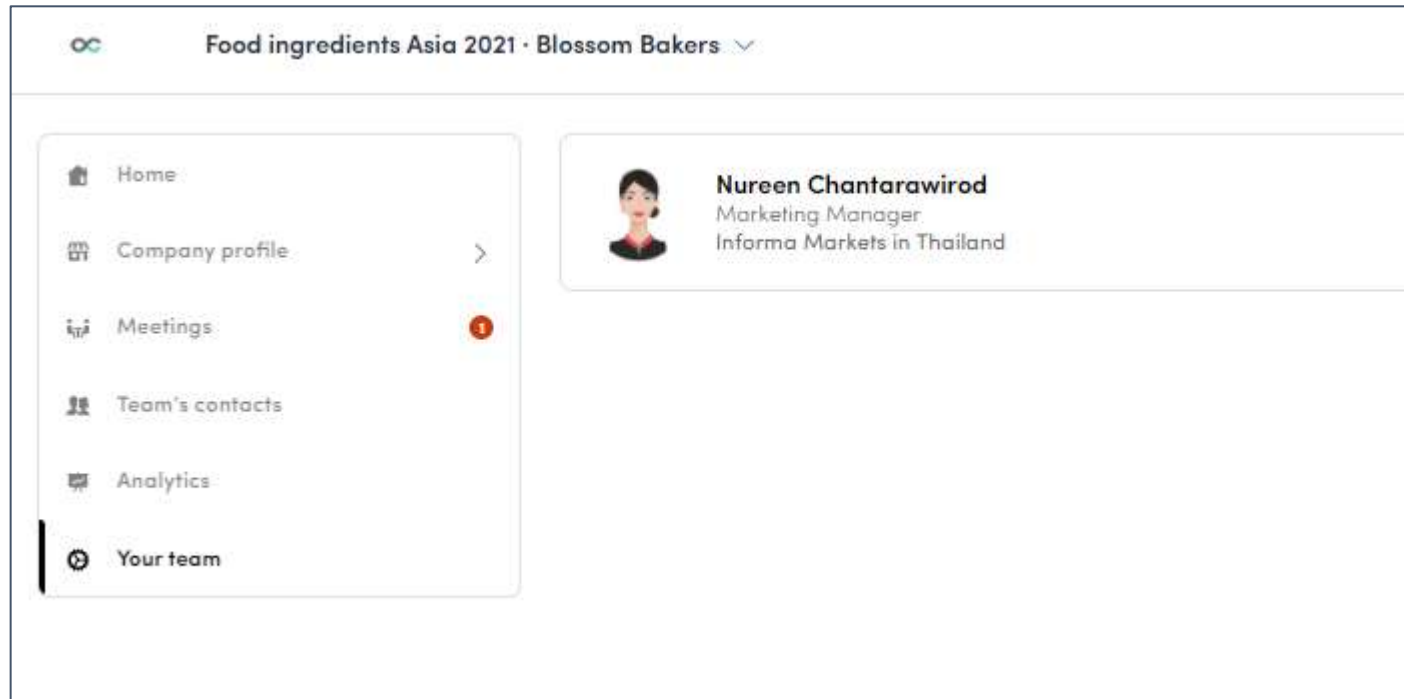 Food ingredients Asia 2021 · Blossom Bakers
Home
Company profile
Meetings
1
Team's contacts
Analytics
Your team
Nureen Chantarawirod
Marketing Manager
Informa Markets in Thailand